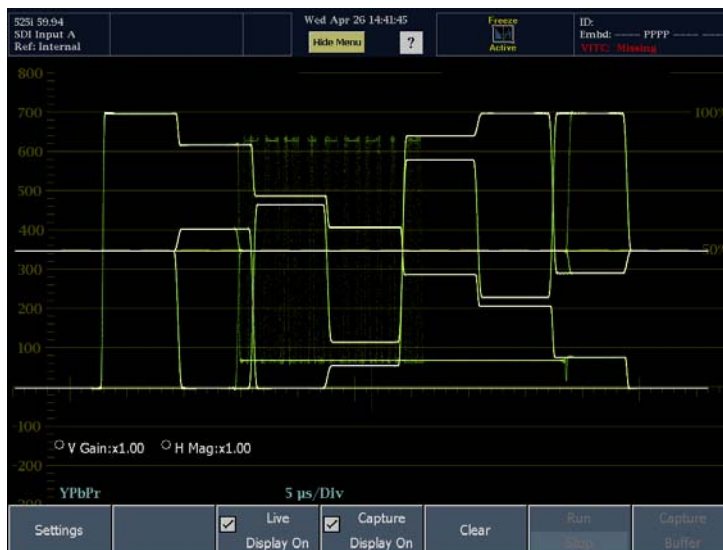 525i 59.94
SDI Input A
Ref: Internal
Wed Apr 26 14:41:45
Hide Menu
?
Freeze
Active
ID:
Embd: ---- PPPP ---- ----
VITC: Missing
800
700
100%
600
500
400
50%
300
200
100
-100
V Gain:x1.00
H Mag:x1.00
-200
YPbPr
5 µs/Div
-300
Settings
Live
Display On
Capture
Display On
Clear
Run
Stop
Capture
Buffer